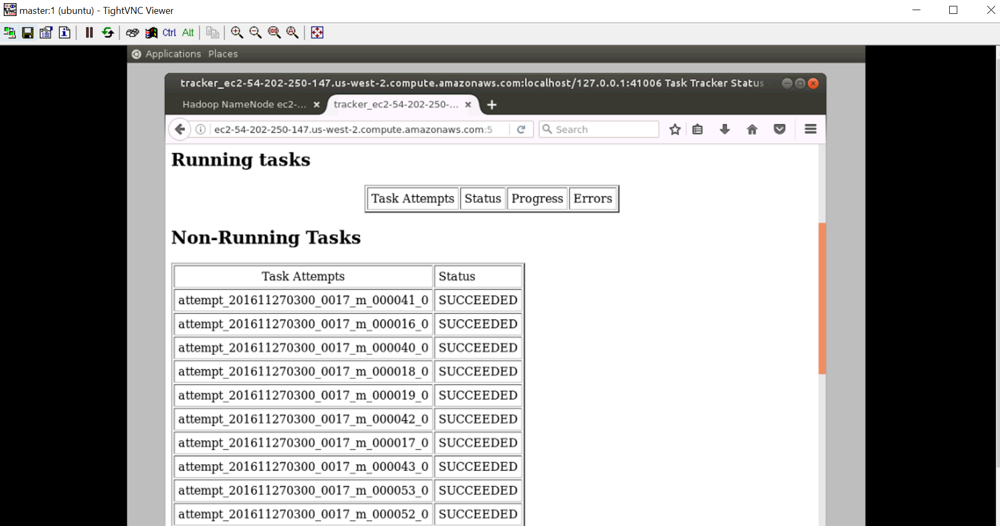 master:1 (ubuntu) - TightVNC Viewer
Ctrl Alt
Applications Places
tracker_ec2-54-202-250-147.us-west-2.compute.amazonaws.com:localhost/127.0.0.1:41006 Task Tracker Status
Hadoop NameNode ec2-... tracker_ec2-54-202-250-...
ec2-54-202-250-147.us-west-2.compute.amazonaws.com:5 Search
Running tasks
Task Attempts Status Progress Errors
Non-Running Tasks
Task Attempts Status
attempt_201611270300_0017_m_000041_0 SUCCEEDED
attempt_201611270300_0017_m_000016_0 SUCCEEDED
attempt_201611270300_0017_m_000040_0 SUCCEEDED
attempt_201611270300_0017_m_000018_0 SUCCEEDED
attempt_201611270300_0017_m_000019_0 SUCCEEDED
attempt_201611270300_0017_m_000042_0 SUCCEEDED
attempt_201611270300_0017_m_000017_0 SUCCEEDED
attempt_201611270300_0017_m_000043_0 SUCCEEDED
attempt_201611270300_0017_m_000053_0 SUCCEEDED
attempt_201611270300_0017_m_000052_0 SUCCEEDED